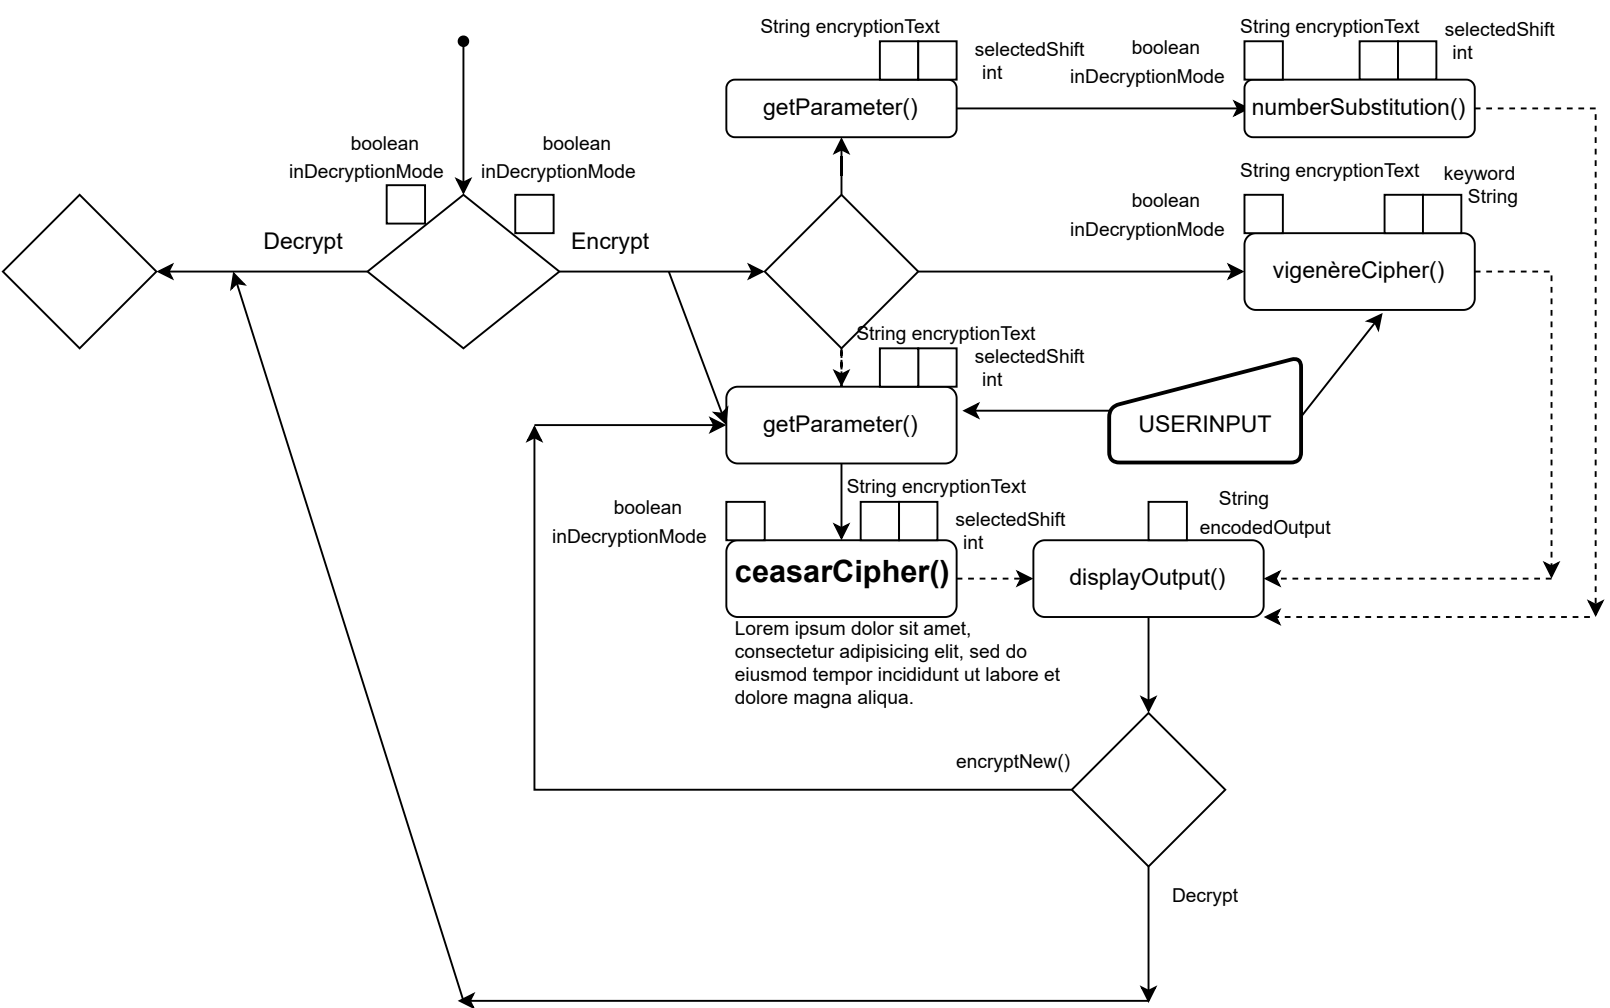 String encryptionText
selectedShift
int
getParameter()
boolean
inDecryptionMode
String encryptionText
selectedShift
int
numberSubstitution()
boolean
inDecryptionMode
boolean
inDecryptionMode
Decrypt
Encrypt
String encryptionText
keyword
String
boolean
inDecryptionMode
vigenèreCipher()
String encryptionText
selectedShift
int
getParameter()
USERINPUT
boolean
inDecryptionMode
String encryptionText
selectedShift
int
ceasarCipher()
String
encodedOutput
displayOutput()
Lorem ipsum dolor sit amet,
consectetur adipisicing elit, sed do
eiusmod tempor incididunt ut labore et
dolore magna aliqua.
encryptNew()
Decrypt